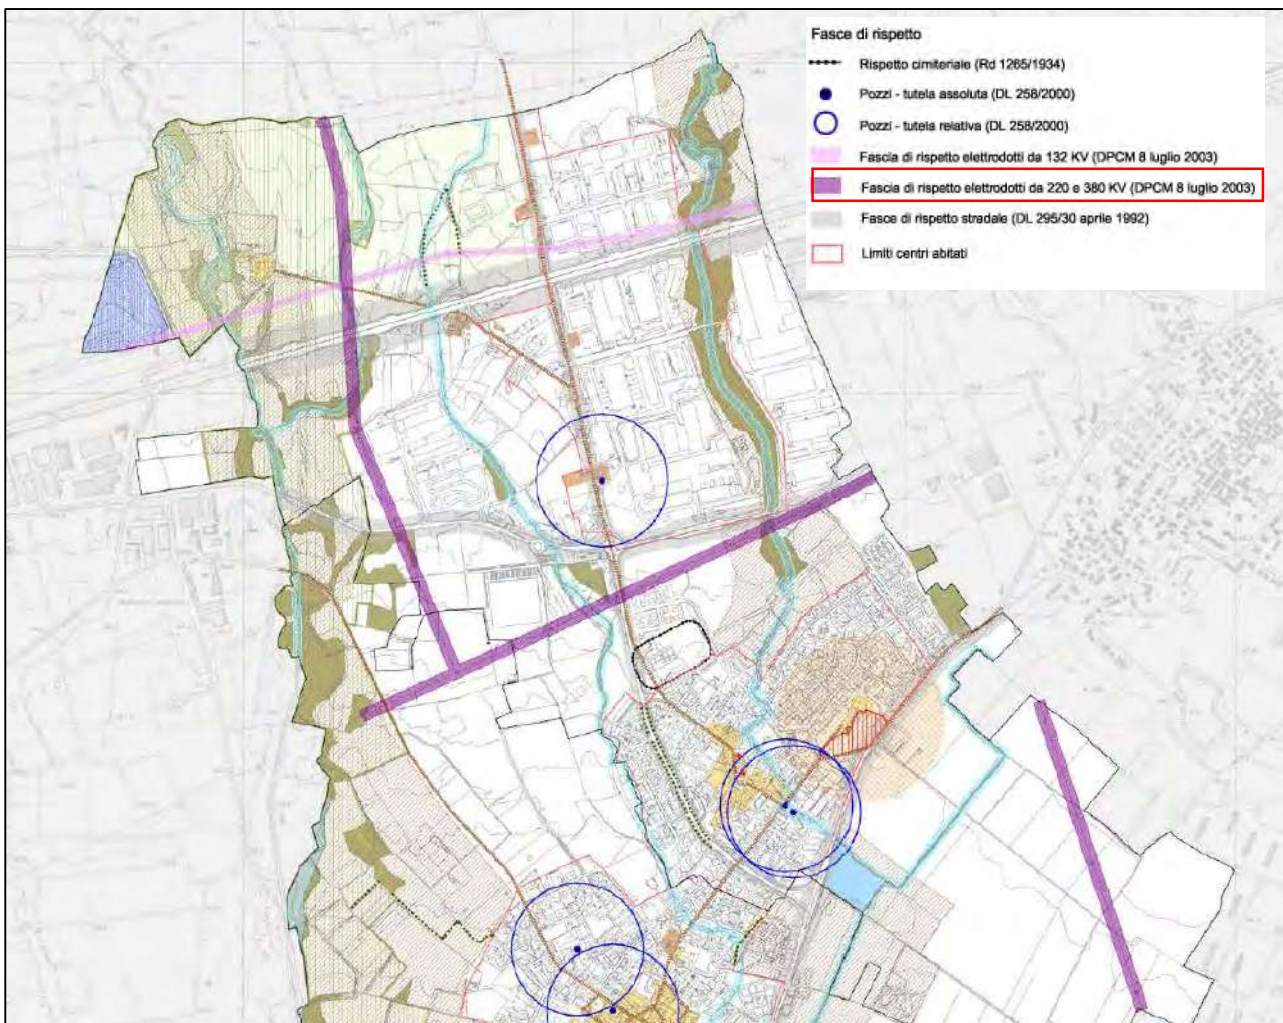 Fasce di rispetto
Rispetto cimiteriale (Rd 1265/1934)
Pozzi - tutela assoluta (DL 258/2000)
Pozzi - tutela relativa (DL 258/2000)
Fascia di rispetto elettrodotti da 132 KV (DPCM 8 luglio 2003)
Fascia di rispetto elettrodotti da 220 e 380 KV (DPCM 8 luglio 2003)
Fasce di rispetto stradale (DL 295/30 aprile 1992)
Limiti centri abitati